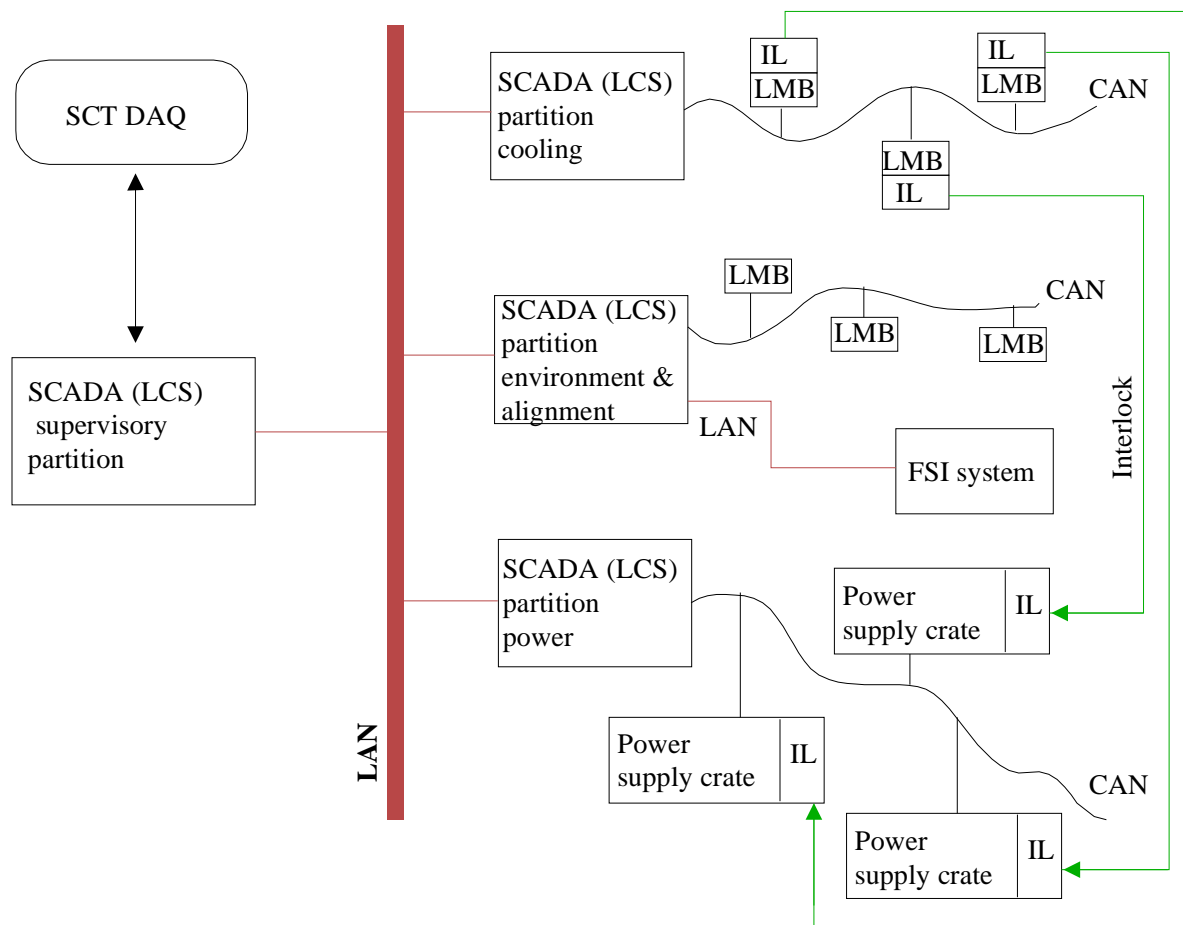 SCT DAQ
SCADA (LCS)
supervisory
partition
LAN
SCADA (LCS)
partition
cooling
IL
LMB
IL
LMB
CAN
LMB
IL
SCADA (LCS)
partition
environment &
alignment
LMB
LMB
LMB
CAN
LAN
FSI system
Interlock
SCADA (LCS)
partition
power
Power
supply crate
IL
Power
supply crate
IL
CAN
Power
supply crate
IL